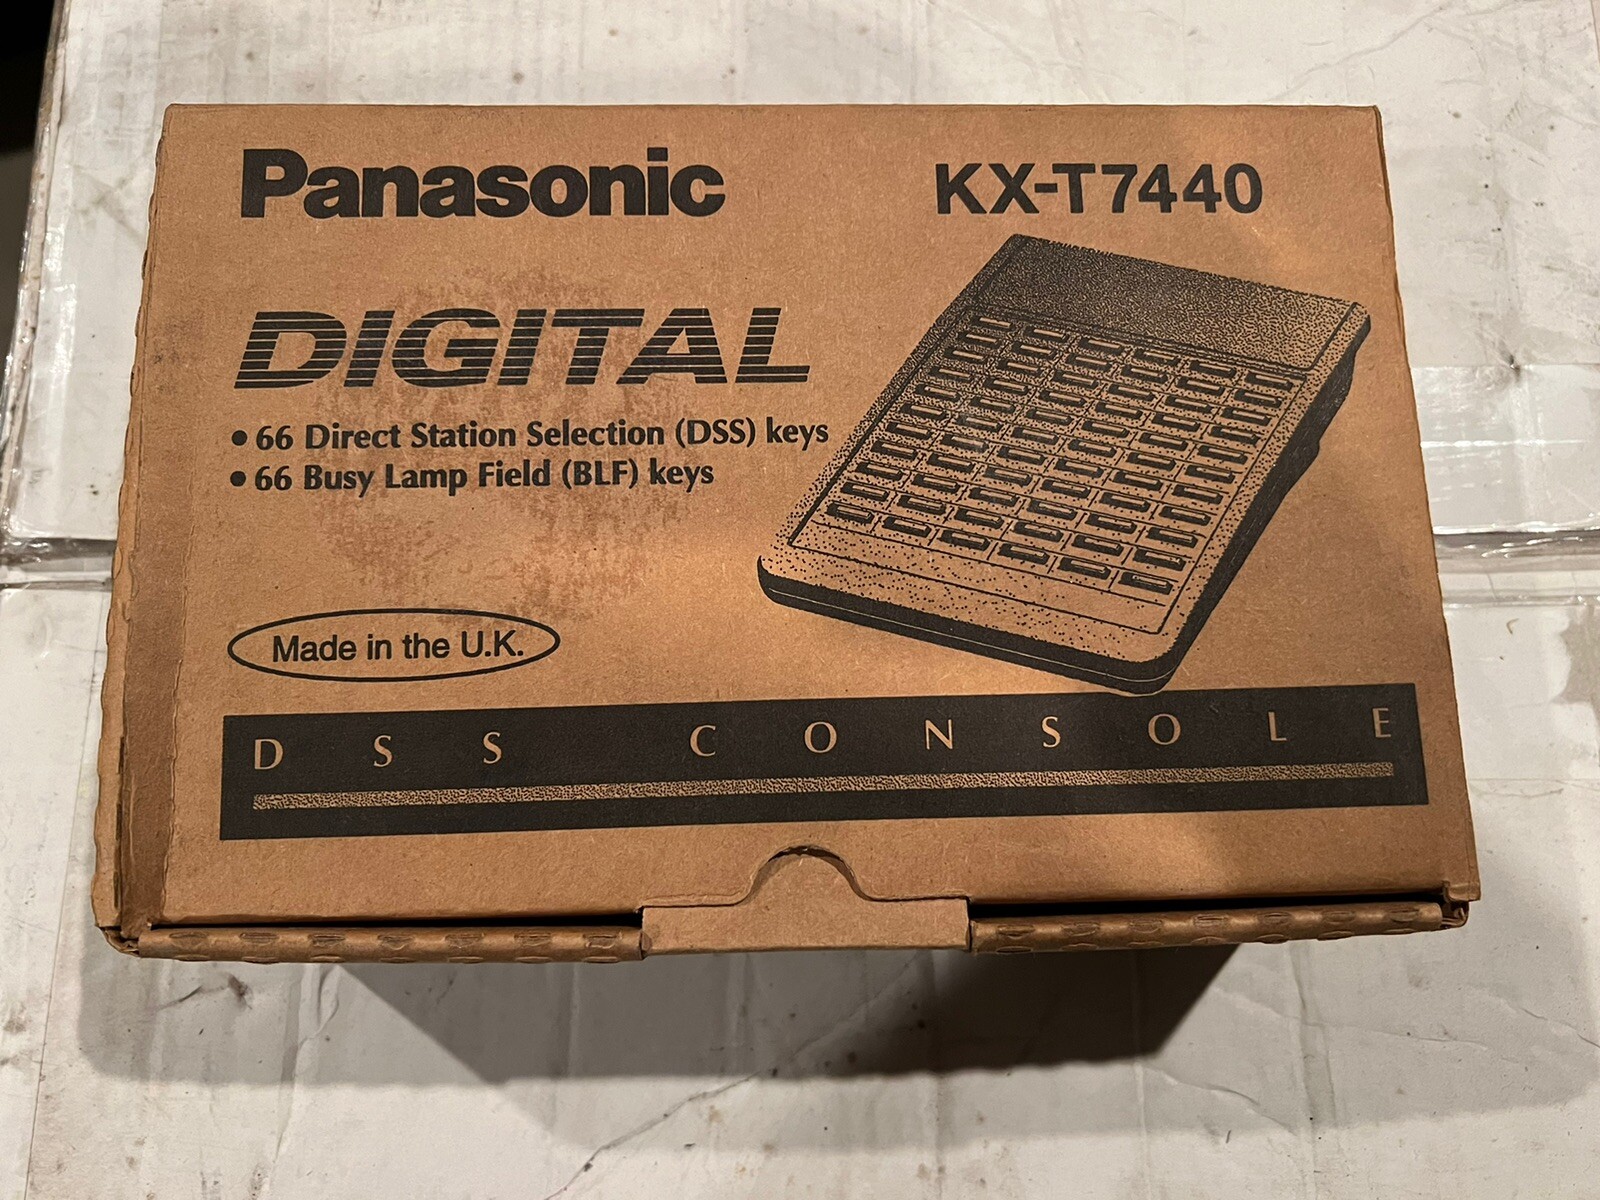 Panasonic
KX-T7440
DIGITAL
• 66 Direct Station Selection (DSS) keys
• 66 Busy Lamp Field (BLF) keys
Made in the U.K.
DSS CONSOLE